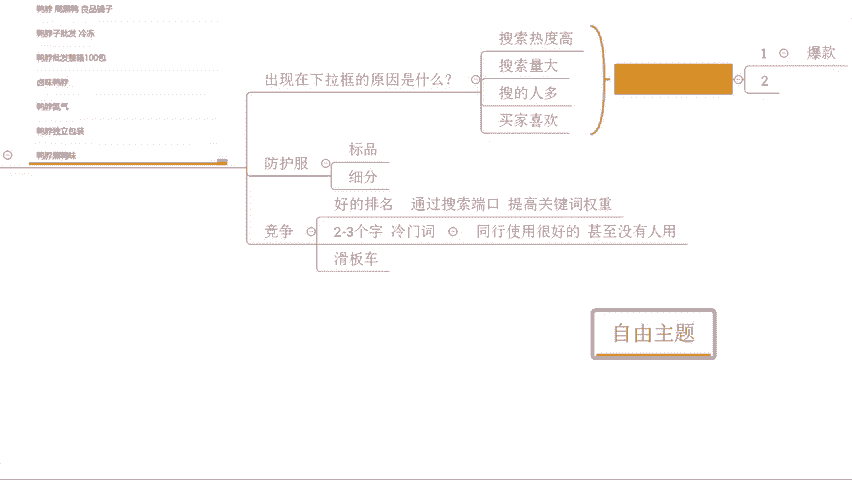 鸭脖 周黑鸭 良品铺子
鸭脖子批发 冷冻
鸭脖批发整箱100包
卤味鸭脖
鸭脖氮气
鸭脖独立包装
鸭脖黑鸭味
出现在下拉框的原因是什么？
搜索热度高
搜索量大
搜的人多
买家喜欢
1 爆款
2
防护服
标品
细分
竞争
好的排名 通过搜索端口 提高关键词权重
2-3个字 冷门词 同行使用很好的 甚至没有人用
滑板车
自由主题